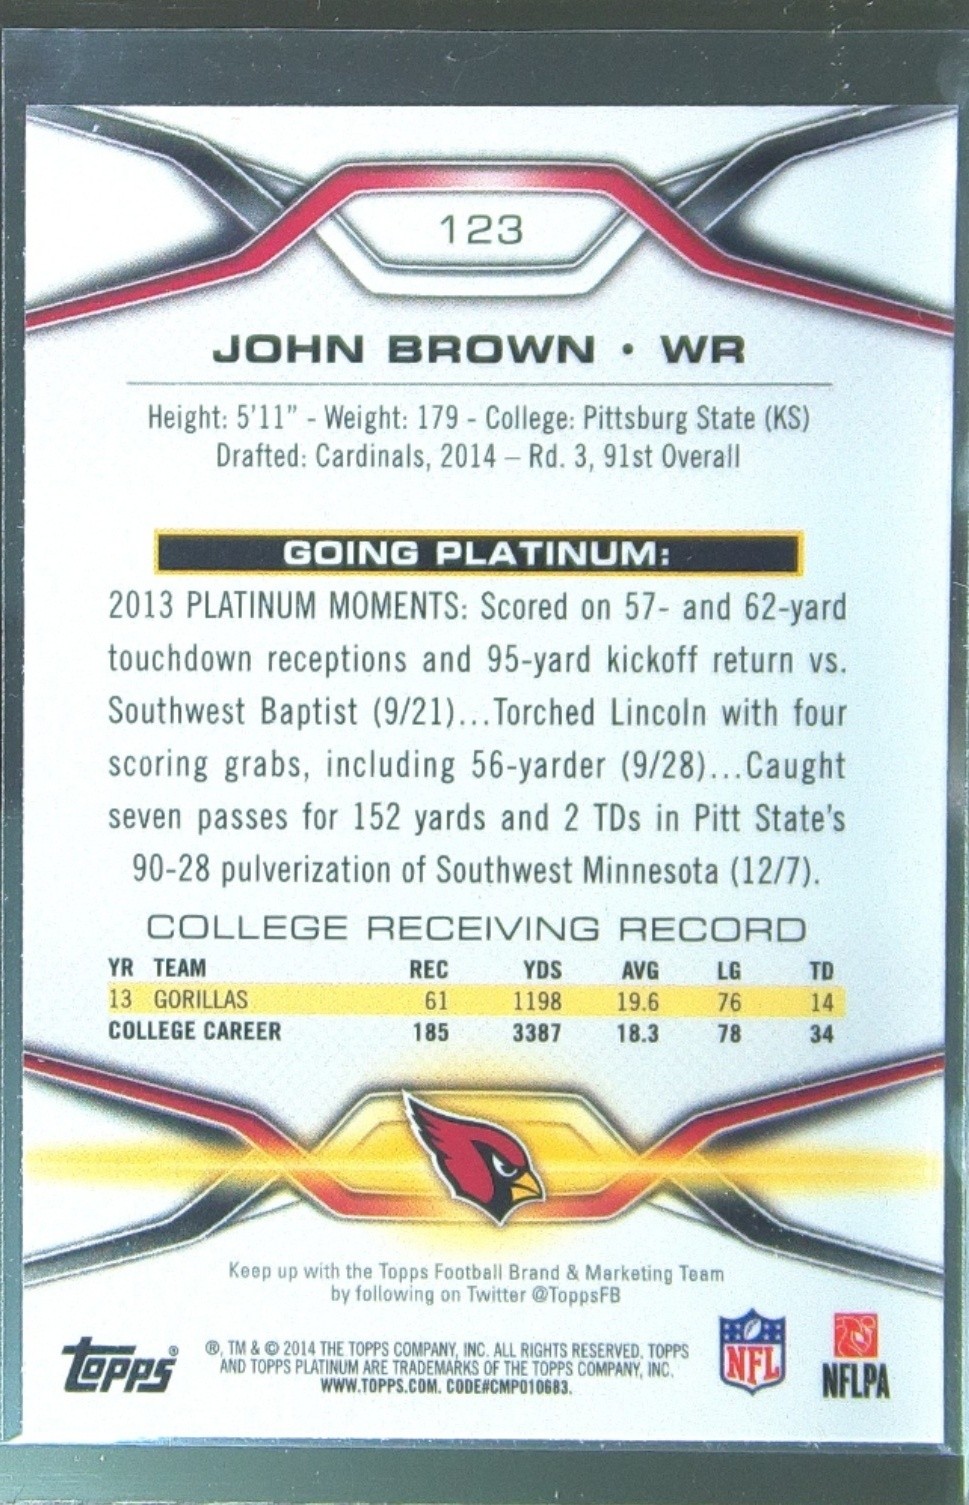 123
JOHN BROWN • WR
Height: 5'11" - Weight: 179 - College: Pittsburg State (KS)
Drafted: Cardinals, 2014 – Rd. 3, 91st Overall
GOING PLATINUM:
2013 PLATINUM MOMENTS: Scored on 57- and 62-yard
touchdown receptions and 95-yard kickoff return vs.
Southwest Baptist (9/21)...Torched Lincoln with four
scoring grabs, including 56-yarder (9/28)...Caught
seven passes for 152 yards and 2 TDs in Pitt State's
90-28 pulverization of Southwest Minnesota (12/7).
COLLEGE RECEIVING RECORD
YR TEAM REC YDS AVG LG TD
13 GORILLAS 61 1198 19.6 76 14
COLLEGE CAREER 185 3387 18.3 78 34
Keep up with the Topps Football Brand & Marketing Team
by following on Twitter @ToppsFB
topps®
®, TM & © 2014 THE TOPPS COMPANY, INC. ALL RIGHTS RESERVED. TOPPS
AND TOPPS PLATINUM ARE TRADEMARKS OF THE TOPPS COMPANY, INC.
WWW.TOPPS.COM. CODE#CMP010683.
NFL
NFLPA